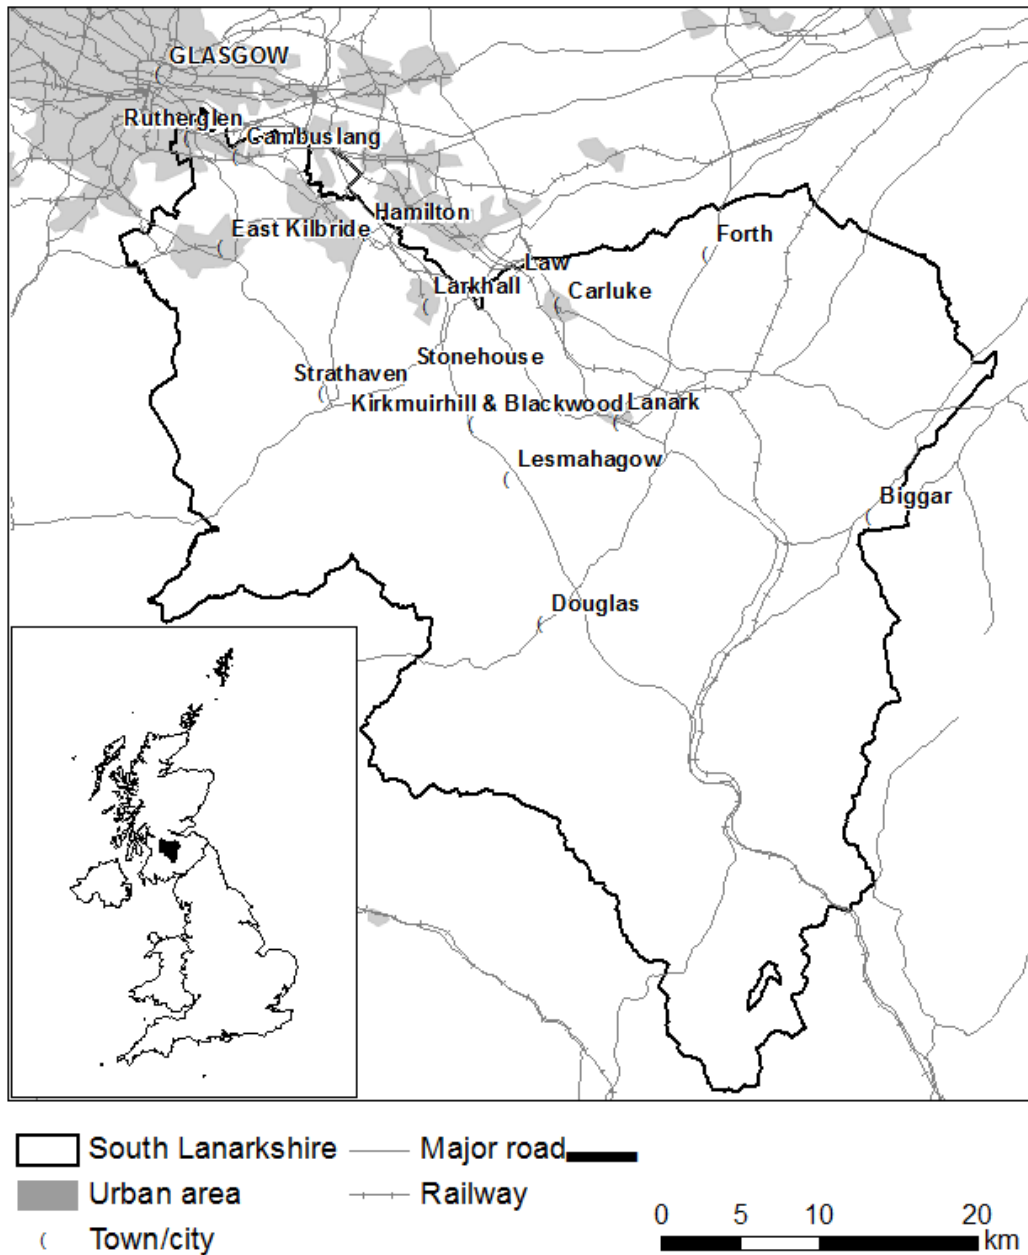 GLASGOW
Rutherglen
Cambuslang
Hamilton
East Kilbride
Forth
Law
Larkhall
Carluke
Stonehouse
Strathaven
Kirkmuirhill & Blackwood
Lanark
Lesmahagow
Biggar
Douglas
South Lanarkshire
Major road
Urban area
Railway
Town/city
0 5 10 20
km